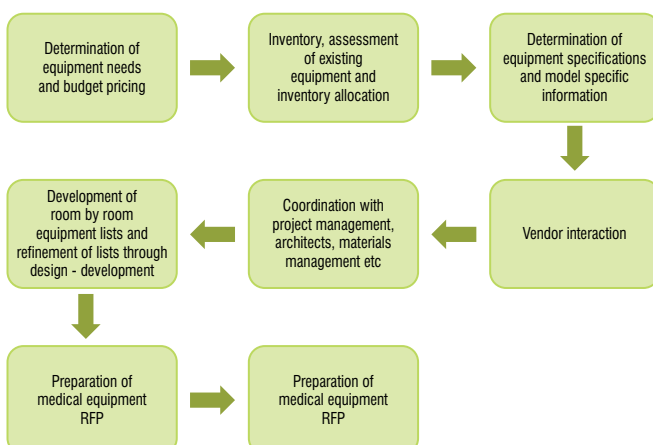 Determination of
equipment needs
and budget pricing
Inventory, assessment
of existing
equipment and
inventory allocation
Determination of
equipment specifications
and model specific
information
Vendor interaction
Coordination with
project management,
architects, materials
management etc
Development of
room by room
equipment lists and
refinement of lists through
design - development
Preparation of
medical equipment
RFP
Preparation of
medical equipment
RFP